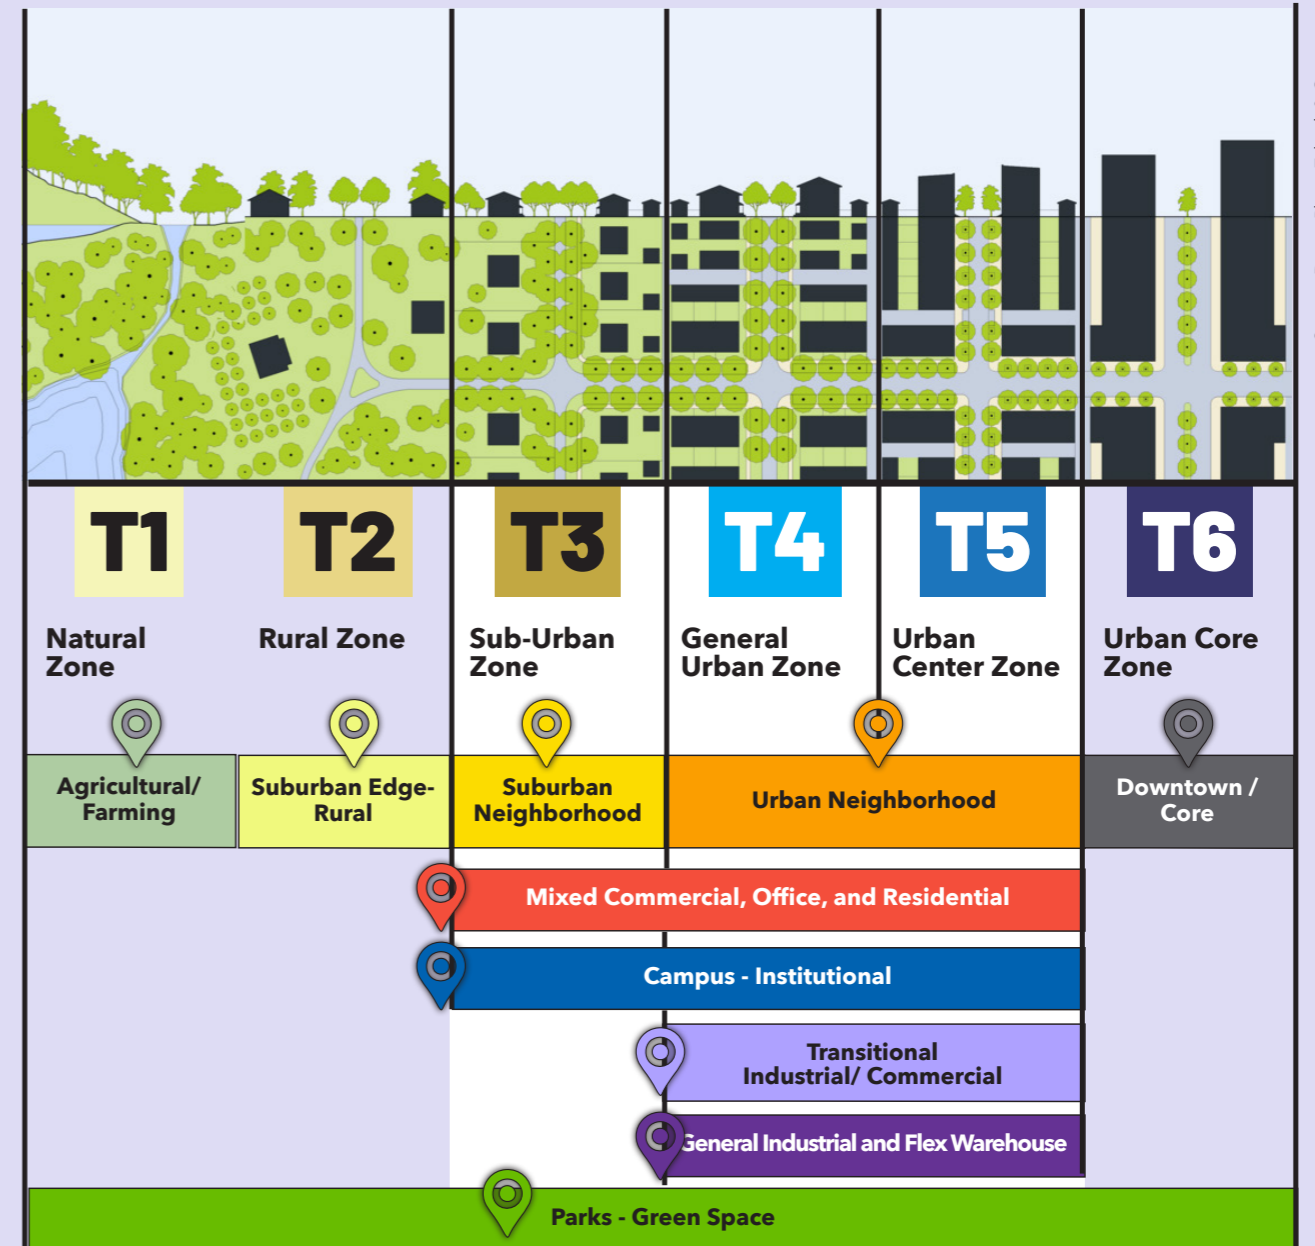 T1
T2
T3
T4
T5
T6
Natural
Zone
Rural Zone
Sub-Urban
Zone
General
Urban Zone
Urban
Center Zone
Urban Core
Zone
Agricultural/
Farming
Suburban Edge-
Rural
Suburban
Neighborhood
Urban Neighborhood
Downtown /
Core
Mixed Commercial, Office, and Residential
Campus - Institutional
Transitional
Industrial/ Commercial
General Industrial and Flex Warehouse
Parks - Green Space